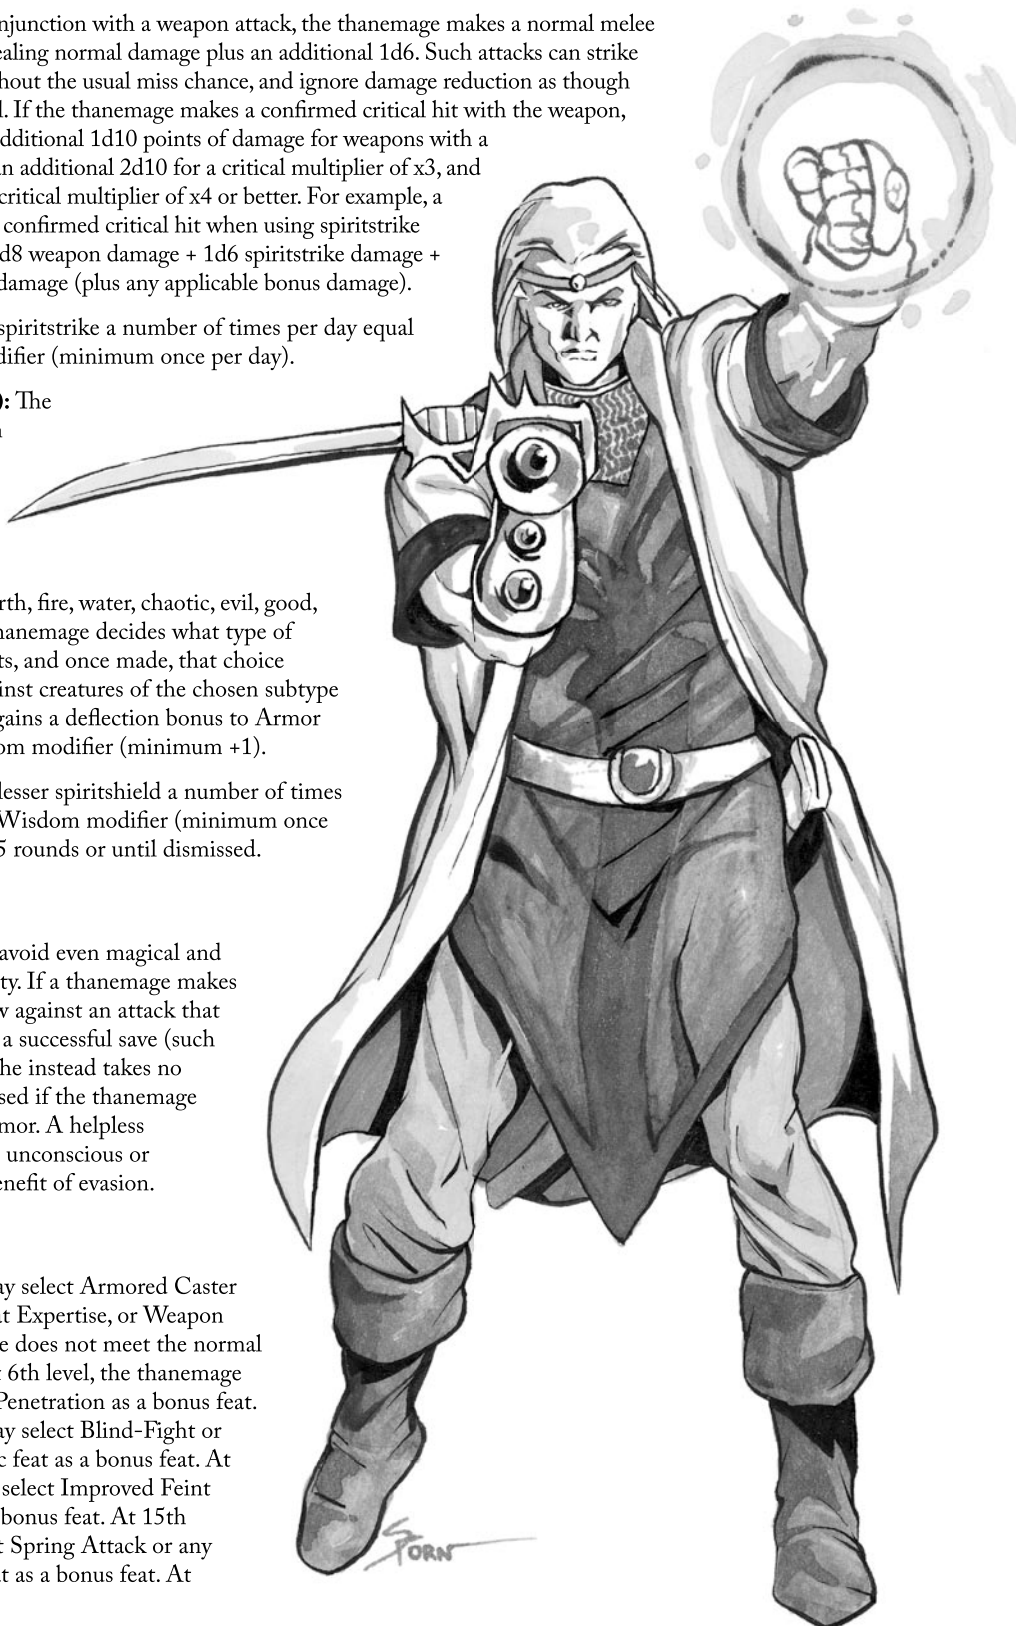 njunction with a weapon attack, the thanemage makes a normal melee
ealing normal damage plus an additional 1d6. Such attacks can strike
hout the usual miss chance, and ignore damage reduction as though
l. If the thanemage makes a confirmed critical hit with the weapon,
dditional 1d10 points of damage for weapons with a
an additional 2d10 for a critical multiplier of x3, and
critical multiplier of x4 or better. For example, a
confirmed critical hit when using spiritstrike
d8 weapon damage + 1d6 spiritstrike damage +
damage (plus any applicable bonus damage).
spiritstrike a number of times per day equal
difier (minimum once per day).
): The
rth, fire, water, chaotic, evil, good,
hanemage decides what type of
ts, and once made, that choice
inst creatures of the chosen subtype
gains a deflection bonus to Armor
om modifier (minimum +1).
lesser spiritshield a number of times
Wisdom modifier (minimum once
5 rounds or until dismissed.
avoid even magical and
ty. If a thanemage makes
w against an attack that
a successful save (such
he instead takes no
sed if the thanemage
mor. A helpless
unconscious or
enefit of evasion.
ay select Armored Caster
at Expertise, or Weapon
e does not meet the normal
t 6th level, the thanemage
Penetration as a bonus feat.
ay select Blind-Fight or
c feat as a bonus feat. At
select Improved Feint
bonus feat. At 15th
t Spring Attack or any
at as a bonus feat. At
SPORN